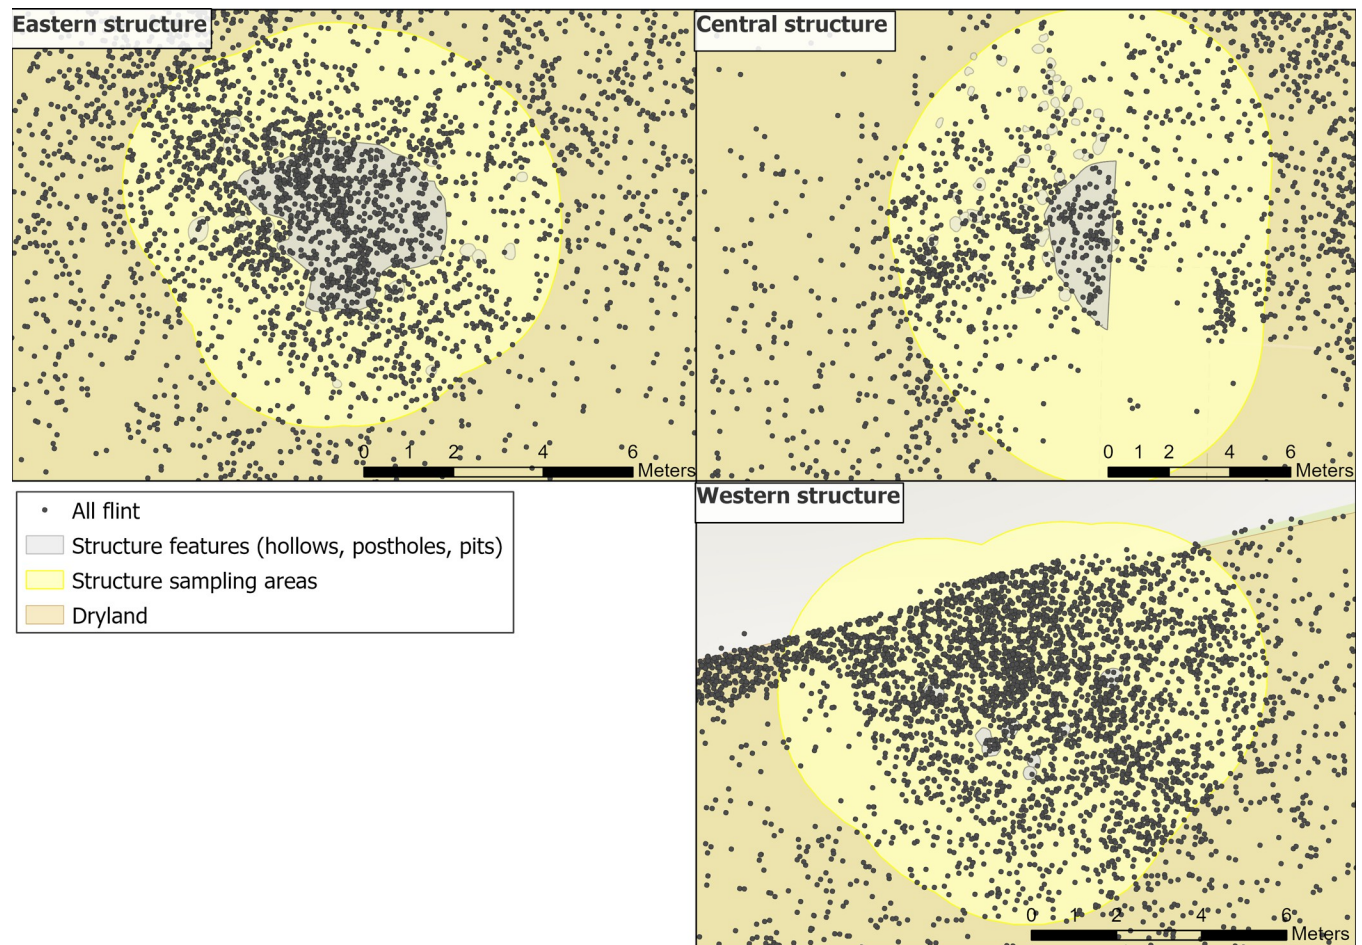 Eastern structure
Central structure
0 1 2 4 6
Meters
0 1 2 4 6
Meters
Western structure
All flint
Structure features (hollows, postholes, pits)
Structure sampling areas
Dryland
0 1 2 4 6
Meters